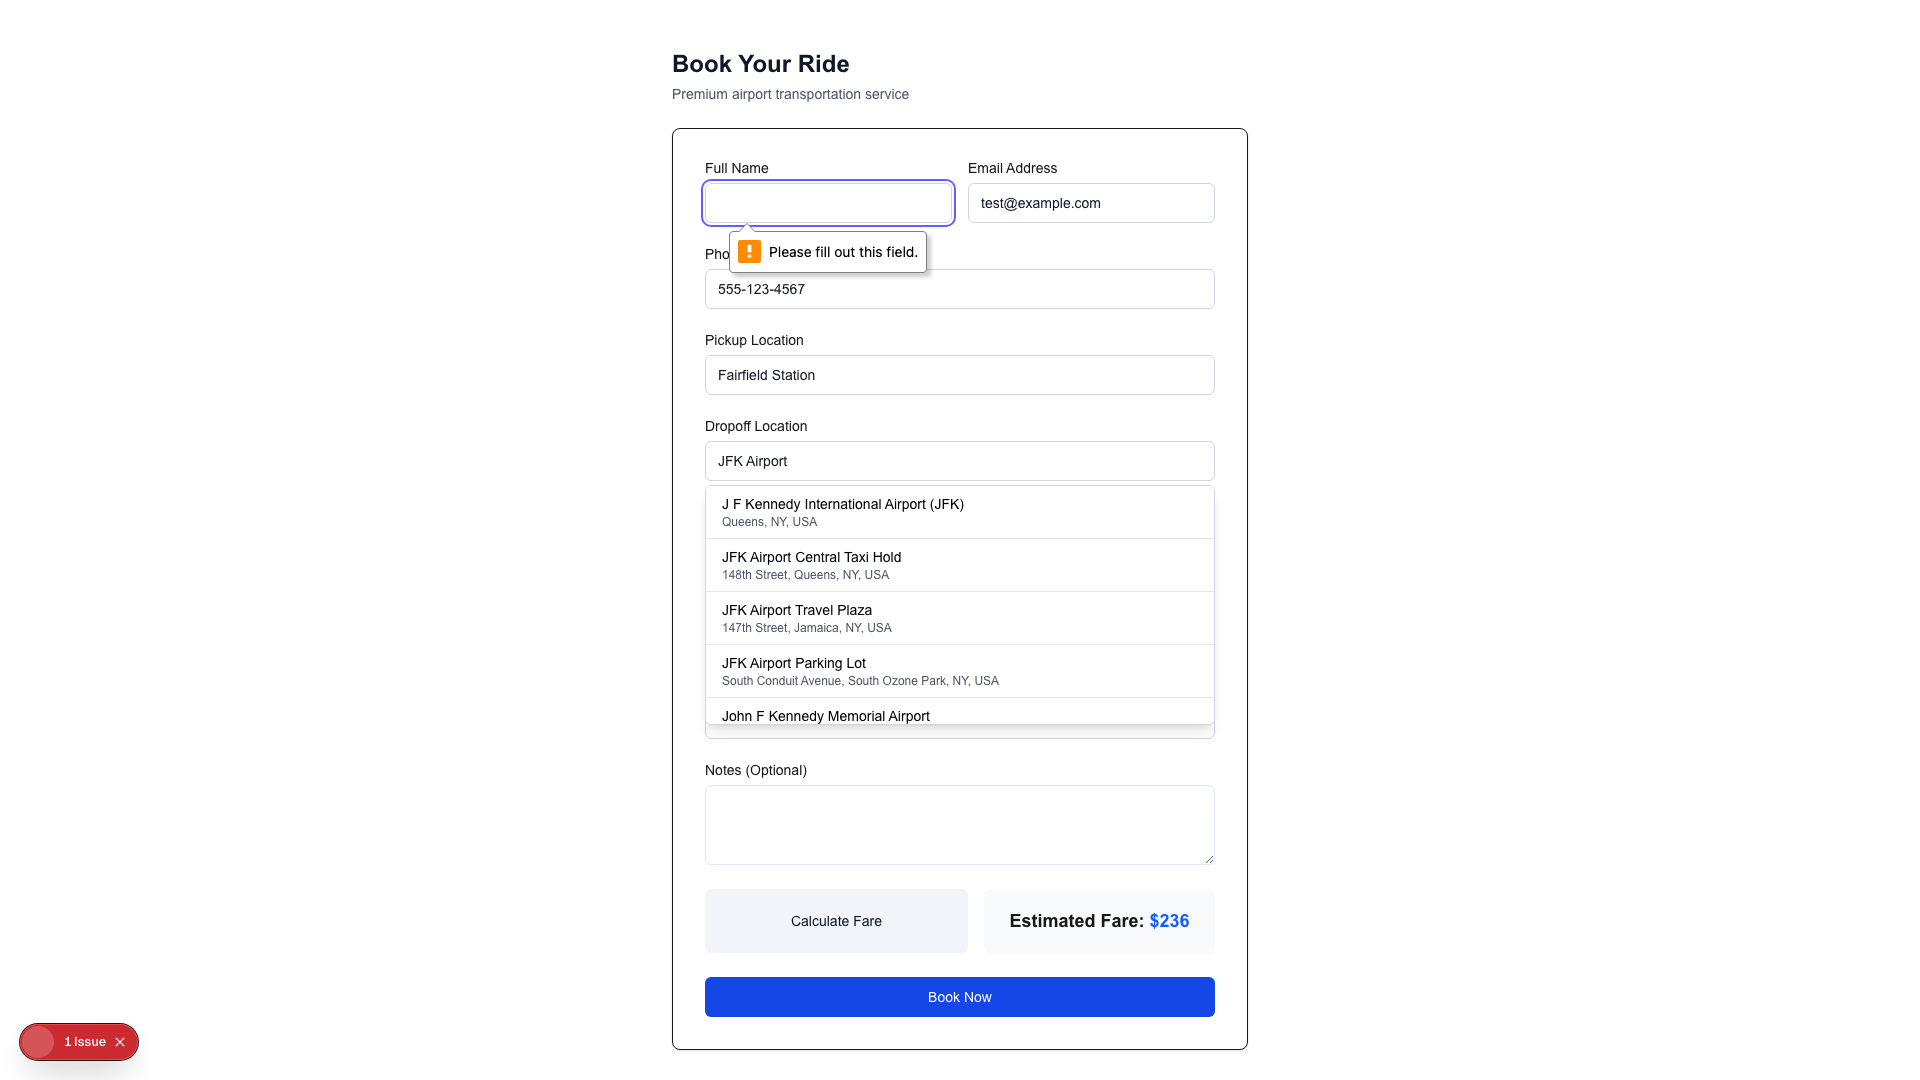 Book Your Ride
Premium airport transportation service
Full Name
Email Address
test@example.com
Please fill out this field.
Pho
555-123-4567
Pickup Location
Fairfield Station
Dropoff Location
JFK Airport
J F Kennedy International Airport (JFK)
Queens, NY, USA
JFK Airport Central Taxi Hold
148th Street, Queens, NY, USA
JFK Airport Travel Plaza
147th Street, Jamaica, NY, USA
JFK Airport Parking Lot
South Conduit Avenue, South Ozone Park, NY, USA
John F Kennedy Memorial Airport
Notes (Optional)
Calculate Fare
Estimated Fare: $236
Book Now
1 Issue